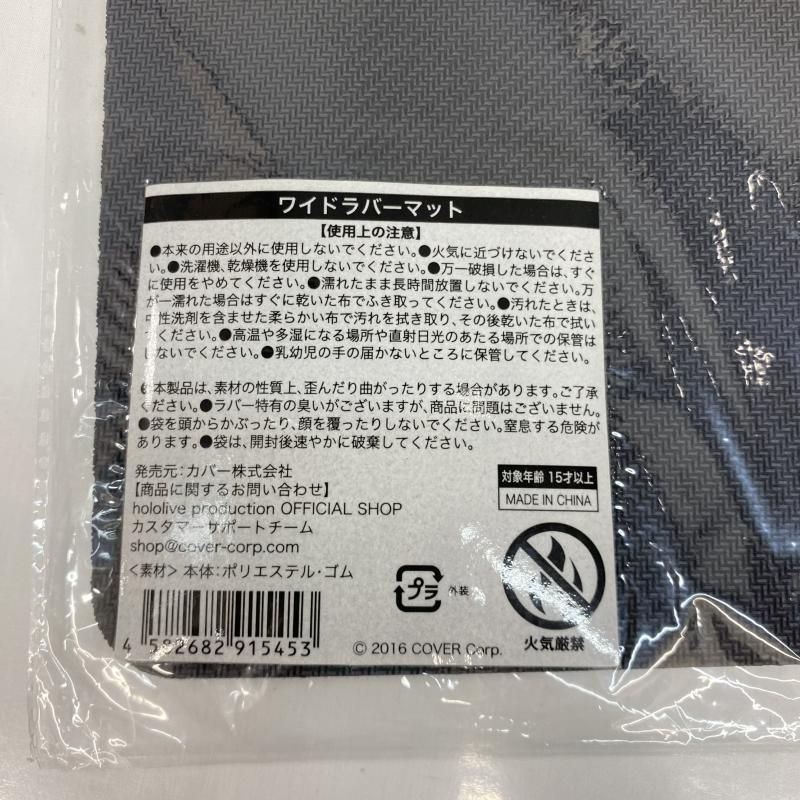 ワイドラバーマット
【使用上の注意】
●本来の用途以外に使用しないでください。●火気に近づけないでくださ
い。●洗濯機、乾燥機を使用しないでください。●万一破損した場合は、すぐ
に使用をやめてください。●濡れたまま長時間放置しないでください。万
が一濡れた場合はすぐに乾いた布でふき取ってください。●汚れたときは、
中性洗剤を含ませた柔らかい布で汚れを拭き取り、その後乾いた布で拭い
てください。●高温や多湿になる場所や直射日光のあたる場所での保管は
しないでください。●乳幼児の手の届かないところに保管してください。
●本製品は、素材の性質上、歪んだり曲がったりする場合があります。ご了承
ください。●ラバー特有の臭いがございますが、商品に問題はございません。
●袋を頭からかぶったり、顔を覆ったりしないでください。窒息する危険が
あります。●袋は、開封後速やかに破棄してください。
発売元：カバー株式会社
【商品に関するお問い合わせ】
hololive production OFFICIAL SHOP
カスタマーサポートチーム
shop@cover-corp.com
＜素材＞本体：ポリエステル・ゴム
対象年齢 15才以上
MADE IN CHINA
プラ 外装
火気厳禁
4 582682 915453
© 2016 COVER Corp.